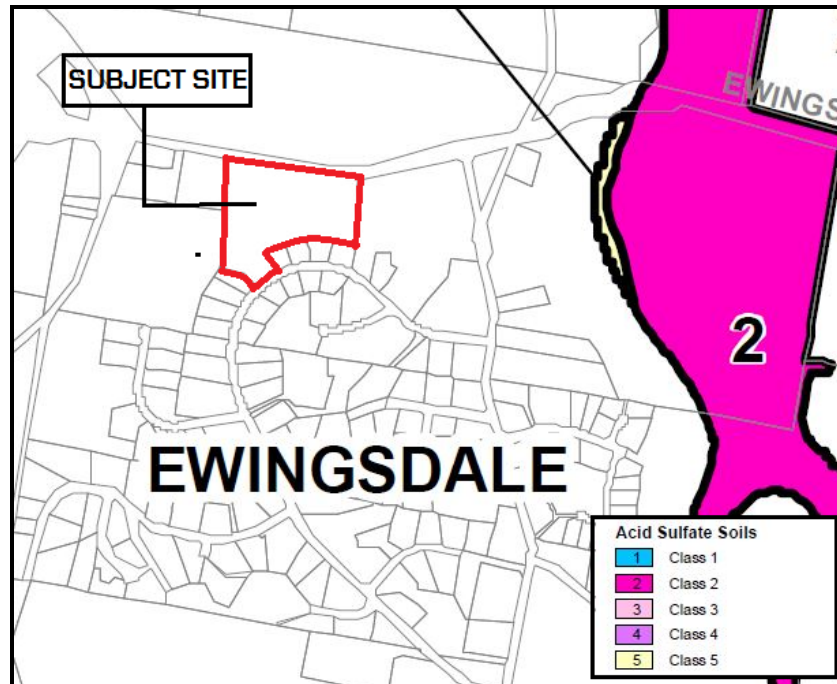 SUBJECT SITE
EWINGS
2
EWINGSDALE
Acid Sulfate Soils
1 Class 1
2 Class 2
3 Class 3
4 Class 4
5 Class 5